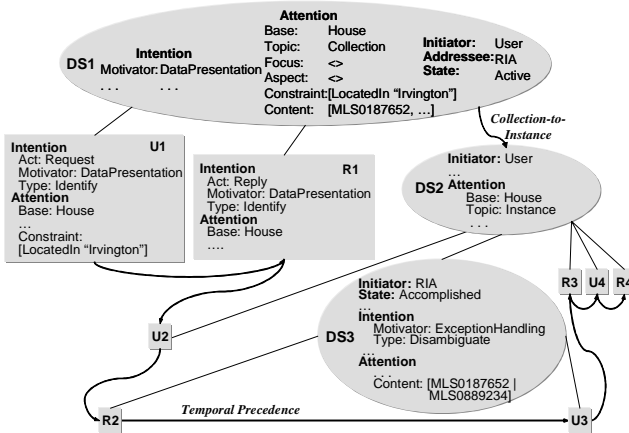 Attention
Base: House
Topic: Collection
Focus: <>
Aspect: <>
Constraint:[LocatedIn “Irvington”]
Content: [MLS0187652, …]
DS1
Intention
Motivator: DataPresentation
. . . . . .
Initiator: User
Addressee: RIA
State: Active
Collection-to-
Instance
Intention U1
Act: Request
Motivator: DataPresentation
Type: Identify
Attention
Base: House
…
Constraint:
[LocatedIn “Irvington”]
R1
Intention
Act: Reply
Motivator: DataPresentation
Type: Identify
Attention
Base: House
….
Initiator: User
…
DS2 Attention
Base: House
Topic: Instance
. . .
R3 U4 R4
U2
Initiator: RIA
State: Accomplished
…
Intention
Motivator: ExceptionHandling
DS3
Type: Disambiguate
…
Attention
. . .
Content: [MLS0187652 |
MLS0889234]
R2
Temporal Precedence
U3